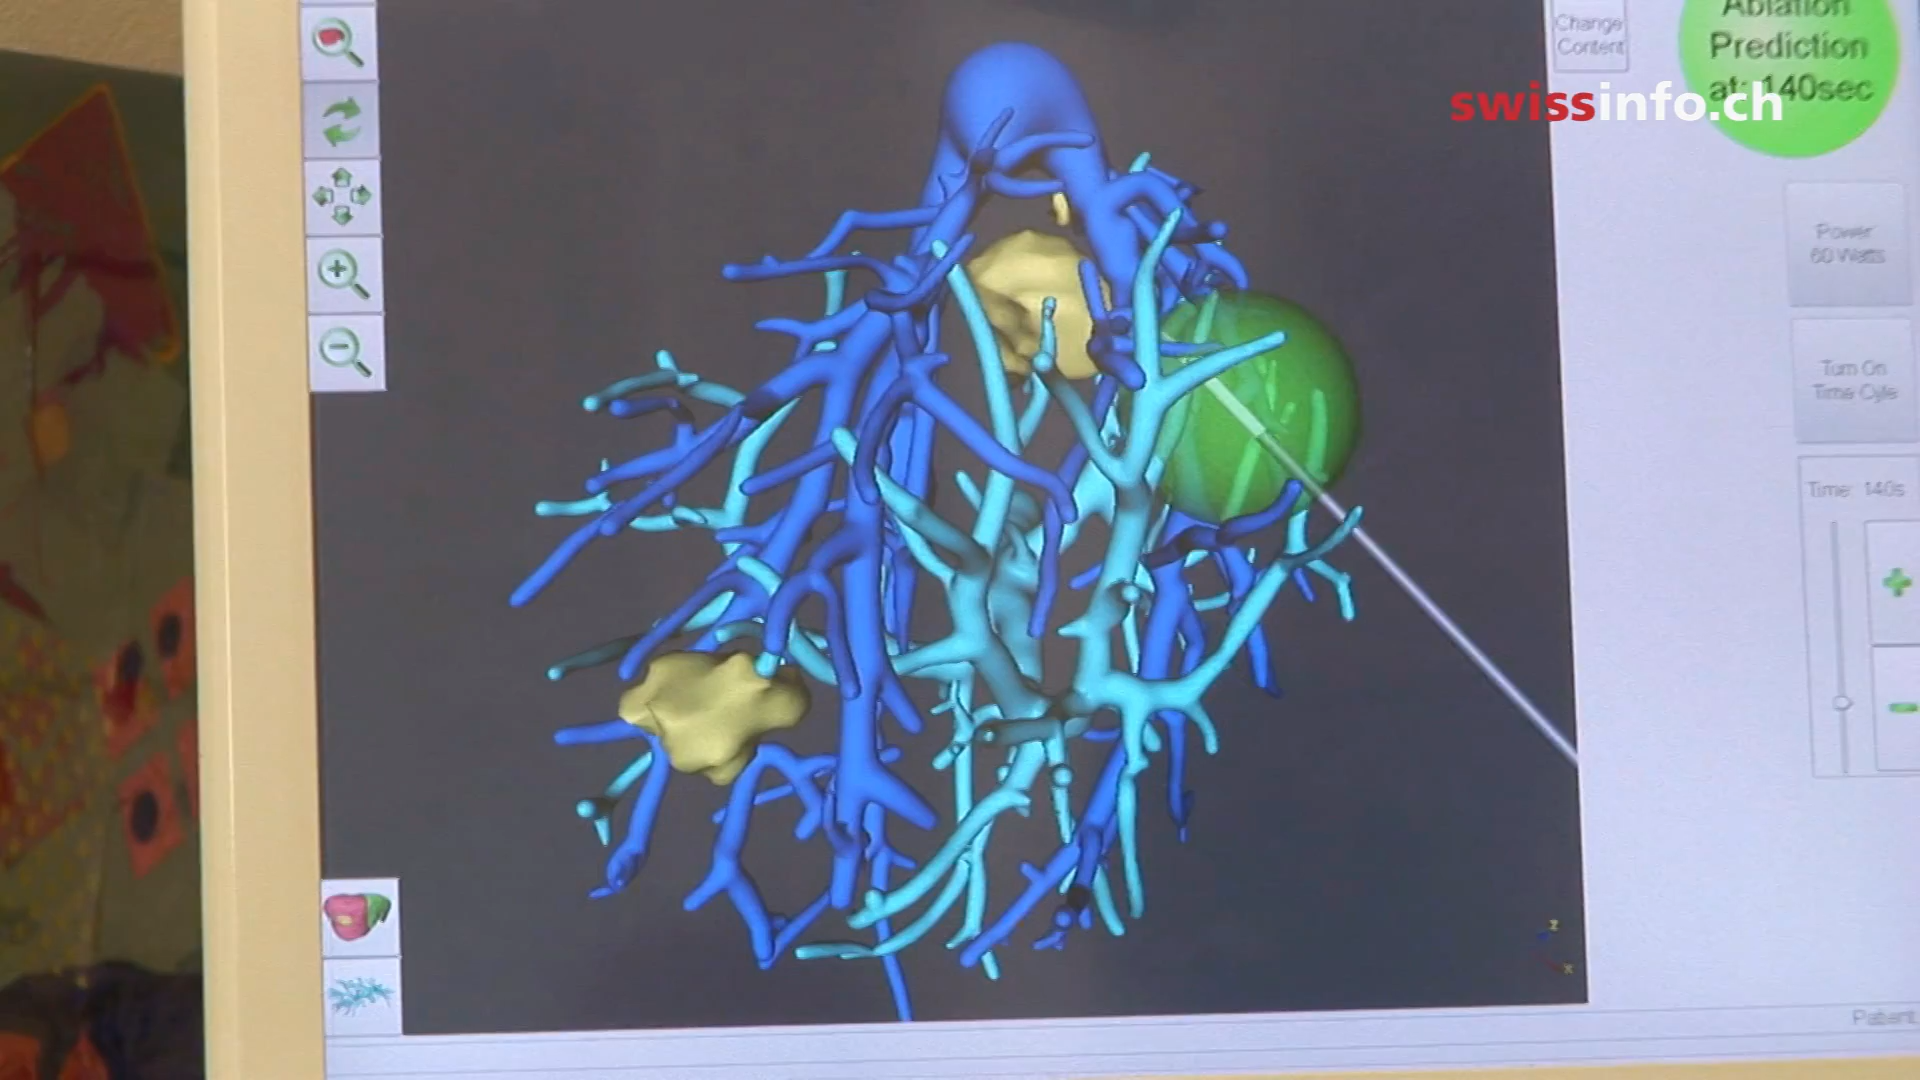 Change
Content
Ablation
Prediction
at: 140sec
swissinfo.ch
Power
60 Watts
Turn On
Time Cyle
Time: 140s
z
x
Patient